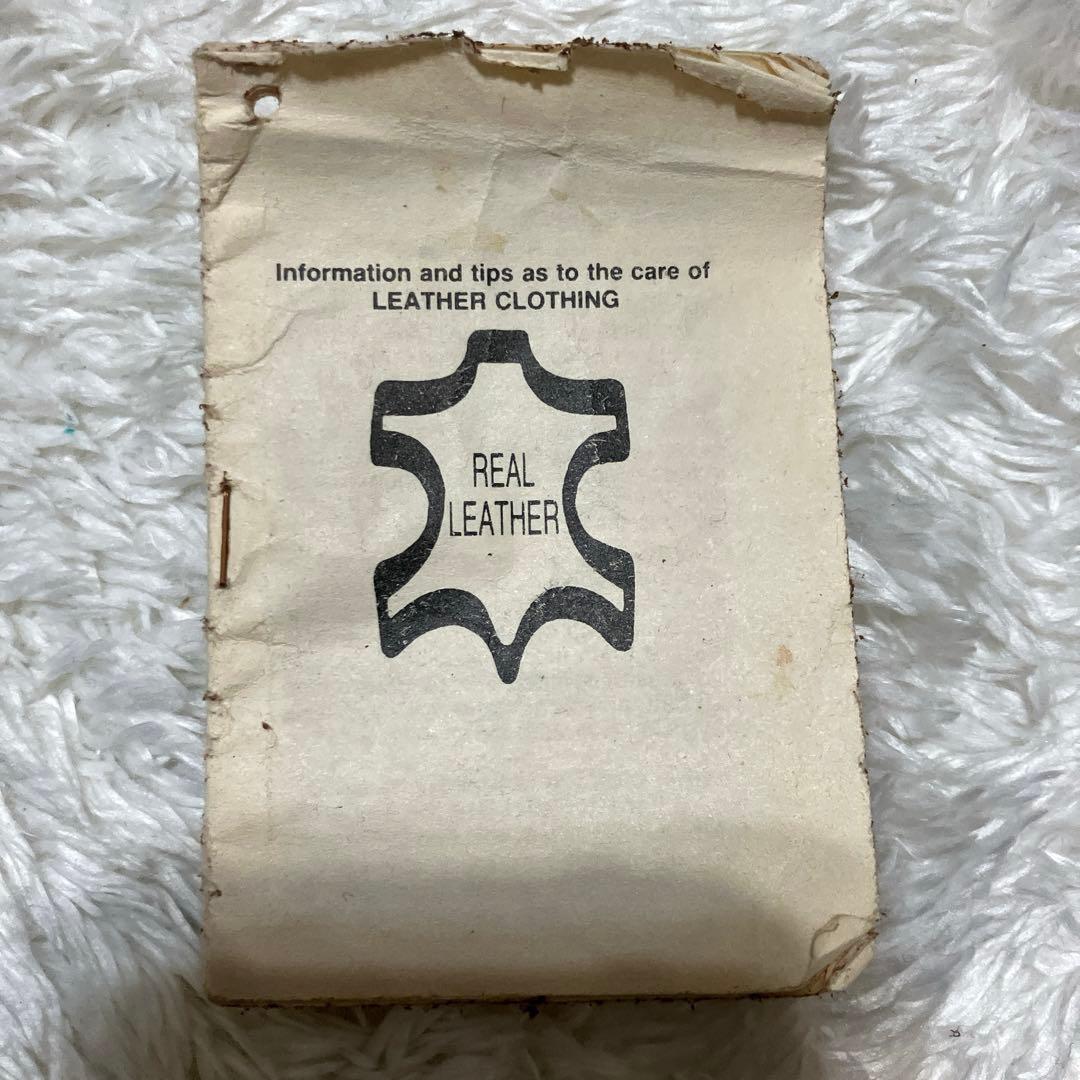 Information and tips as to the care of
LEATHER CLOTHING
REAL
LEATHER